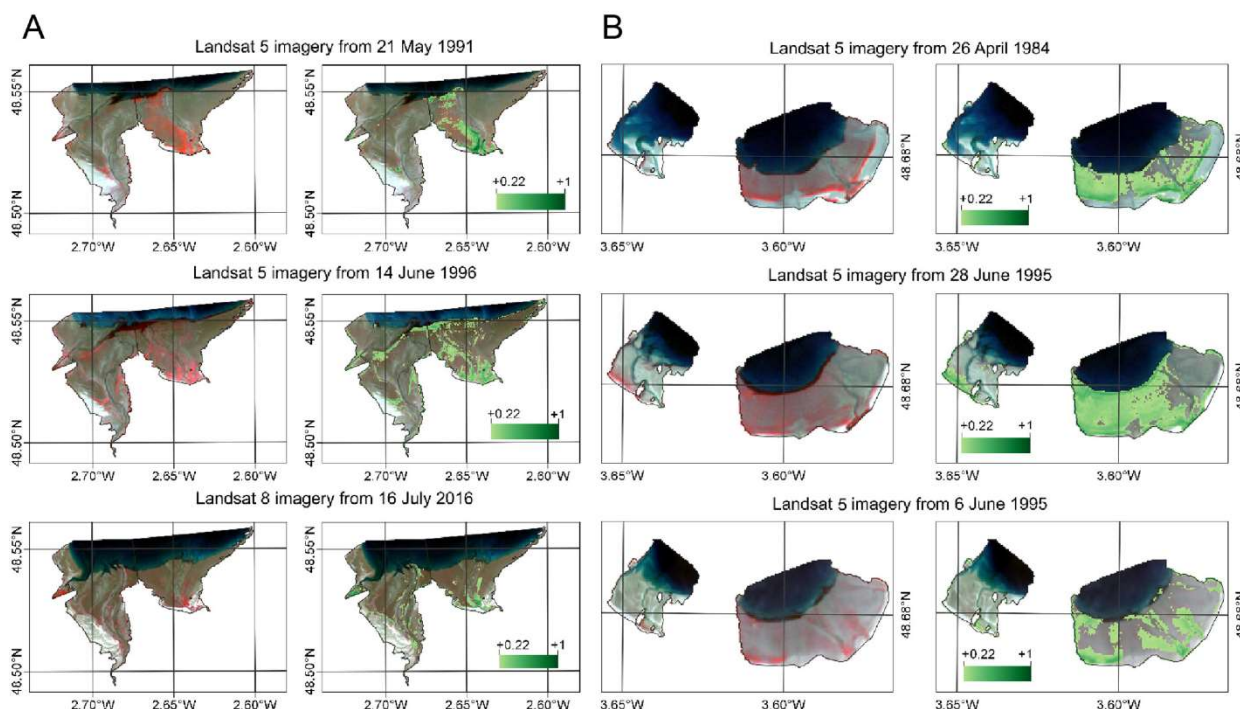 A
Landsat 5 imagery from 21 May 1991
48.55°N
48.50°N
+0.22 +1
2.70°W 2.65°W 2.60°W 2.70°W 2.65°W 2.60°W
Landsat 5 imagery from 14 June 1996
48.55°N
48.50°N
48.55°N
48.50°N
+0.22 +1
2.70°W 2.65°W 2.60°W 2.70°W 2.65°W 2.80°W
Landsat 8 imagery from 16 July 2016
48.55°N
48.50°N
48.55°N
48.50°N
+0.22 +1
2.70°W 2.65°W 2.60°W 2.70°W 2.65°W 2.60°W
B
Landsat 5 imagery from 26 April 1984
48.68°N
48.68°N
+0.22 +1
3.65°W 3.60°W 3.65°W 3.60°W
Landsat 5 imagery from 28 June 1995
48.68°N
48.68°N
+0.22 +1
3.65°W 3.60°W 3.65°W 3.60°W
Landsat 5 imagery from 6 June 1995
48.68°N
48.68°N
+0.22 +1
3.65°W 3.60°W 3.65°W 3.60°W